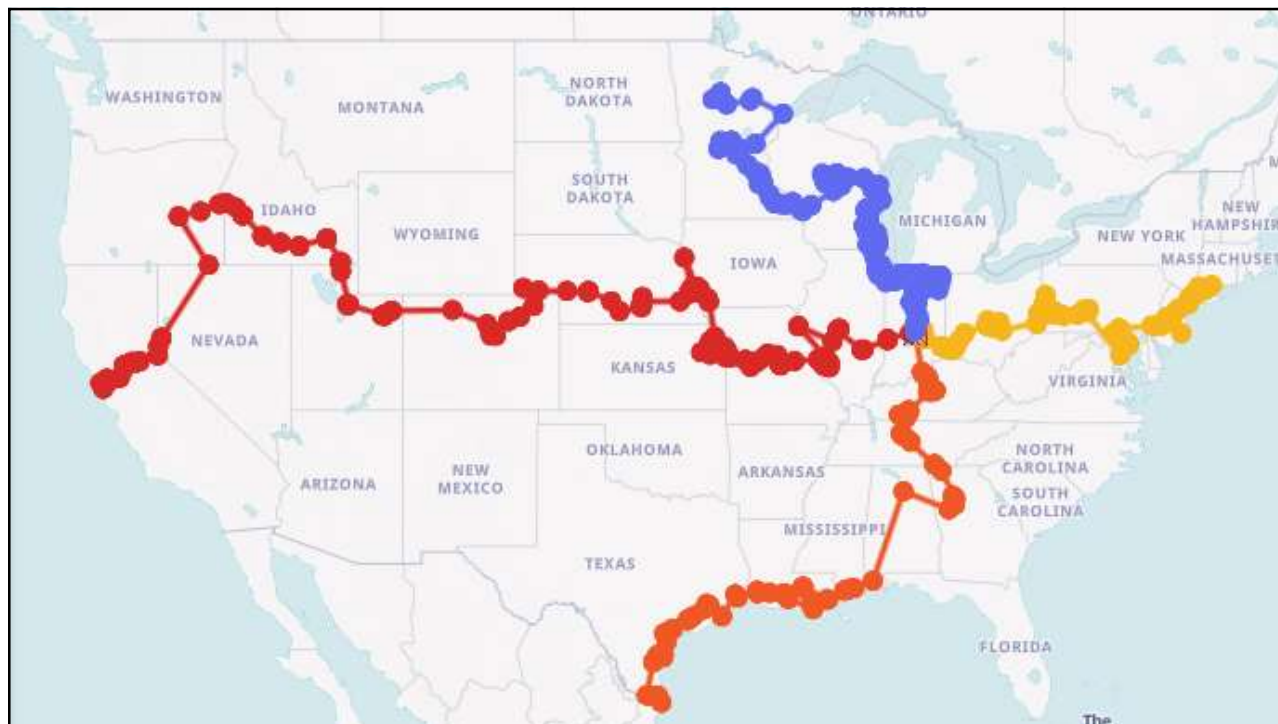 ONTARIO
WASHINGTON
MONTANA
NORTH
DAKOTA
SOUTH
DAKOTA
IDAHO
WYOMING
MICHIGAN
NEW
HAMPSHIR
NEW YORK
MASSACHUSET
IOWA
NEVADA
KANSAS
VIRGINIA
OKLAHOMA
NORTH
CAROLINA
ARIZONA
NEW
MEXICO
ARKANSAS
SOUTH
CAROLINA
MISSISSIPPI
TEXAS
FLORIDA
The